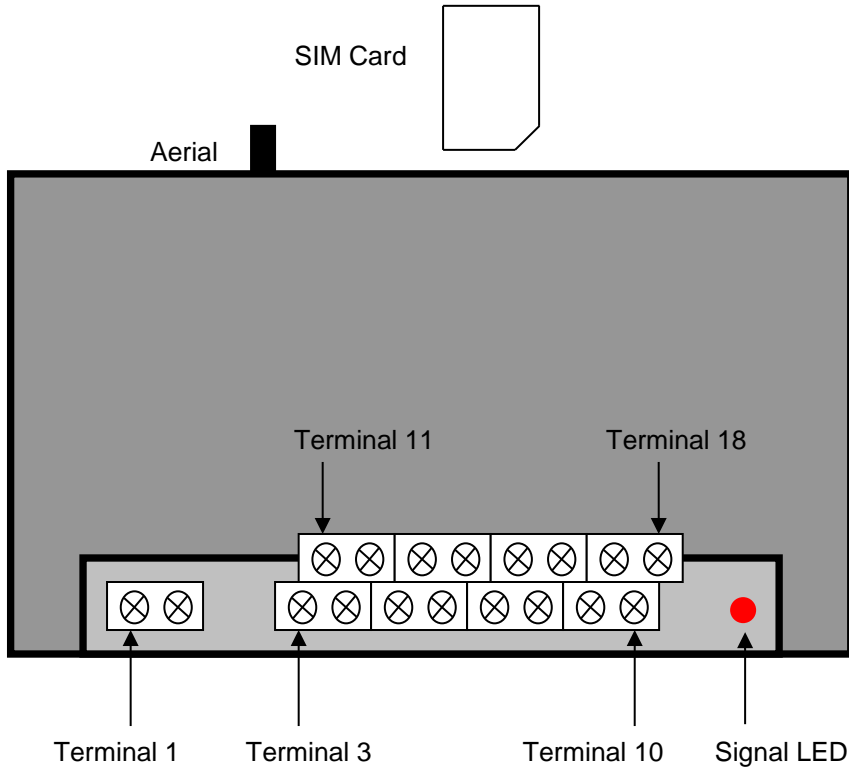 SIM Card
Aerial
Terminal 11
Terminal 18
Terminal 1
Terminal 3
Terminal 10
Signal LED